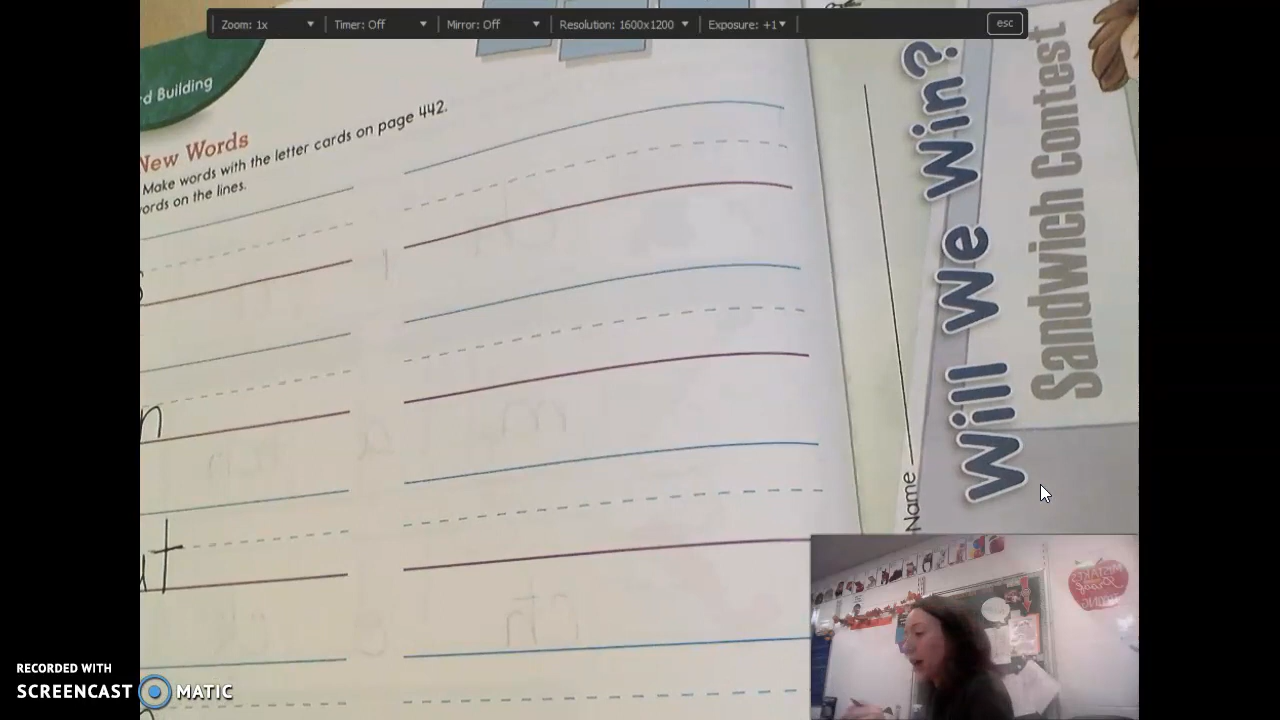 Zoom: 1x Timer: Off Mirror: Off Resolution: 1600x1200 Exposure: +1 esc
d Building
New Words
Make words with the letter cards on page 442.
ords on the lines.
s
n
ut
Name
Will We Win?
Sandwich Contest
RECORDED WITH
SCREENCAST MATIC